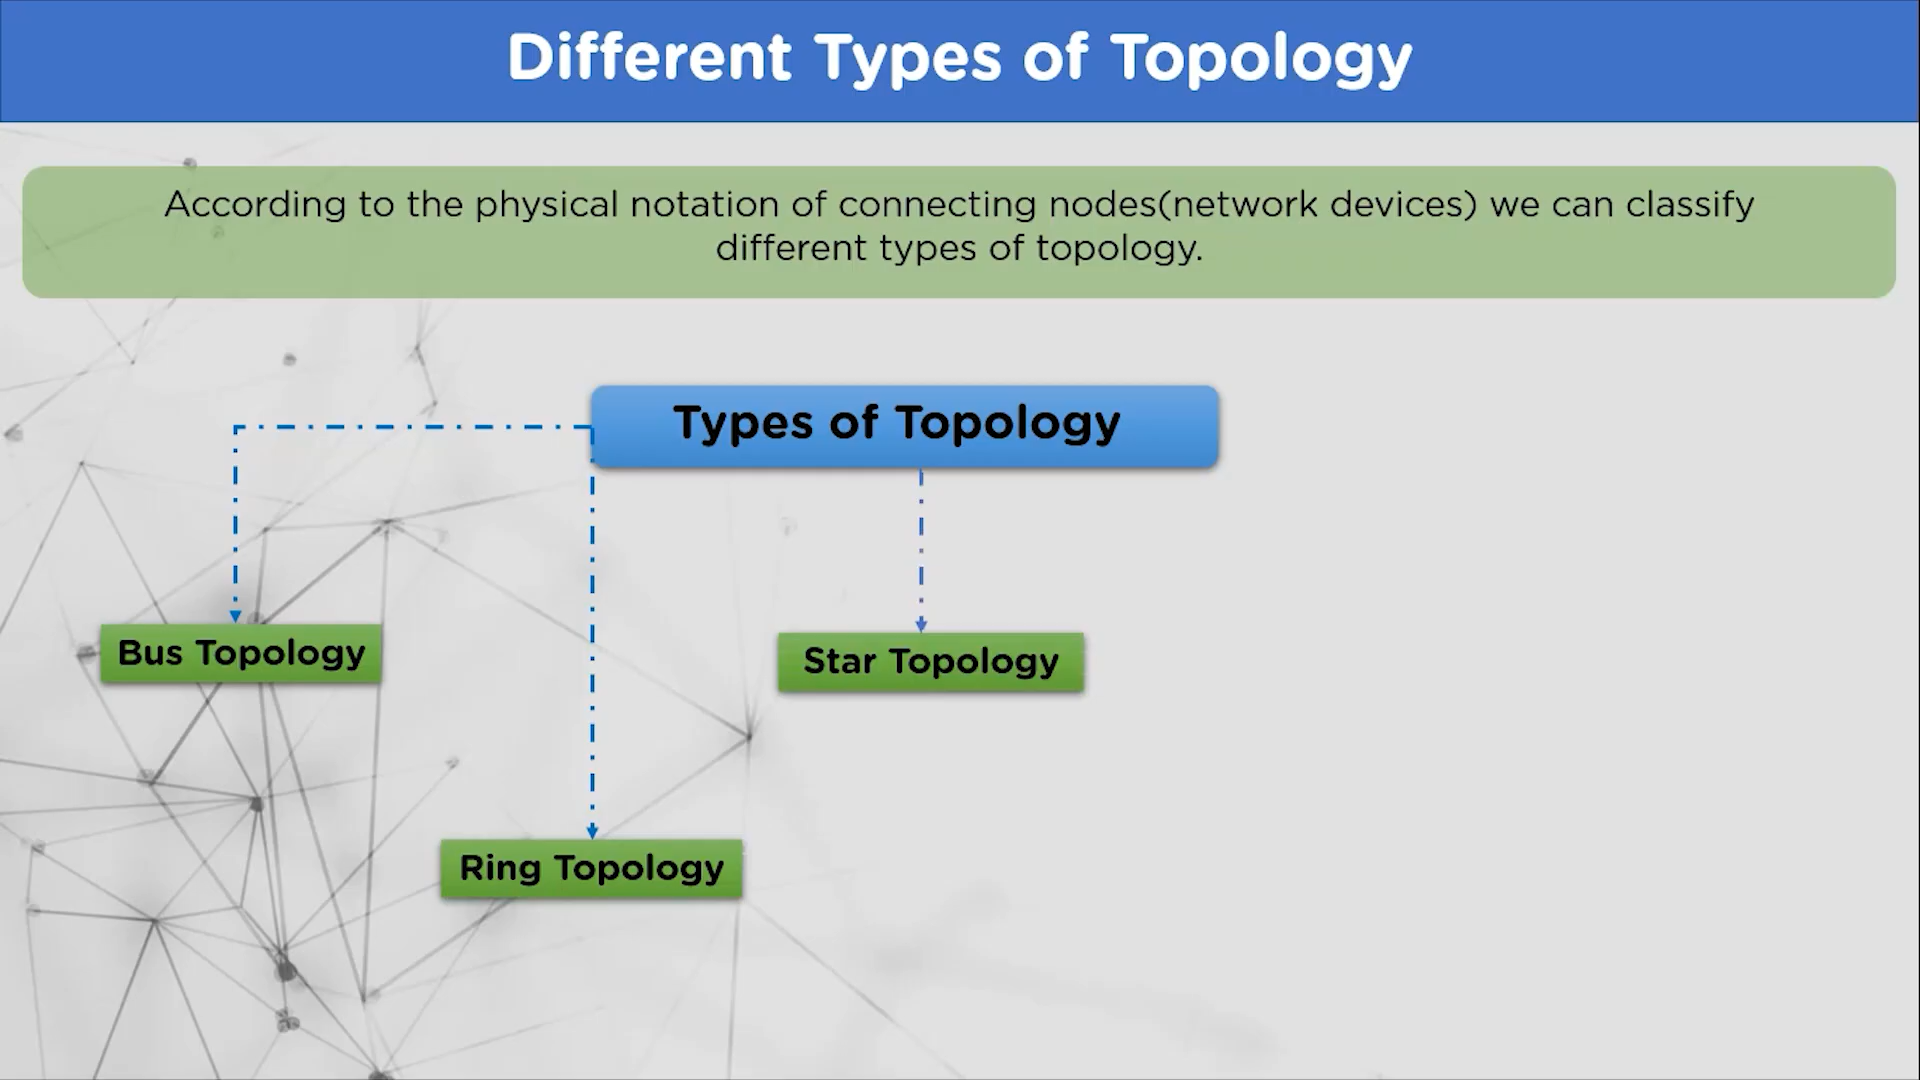 Different Types of Topology
According to the physical notation of connecting nodes(network devices) we can classify
different types of topology.
Types of Topology
Bus Topology
Star Topology
Ring Topology